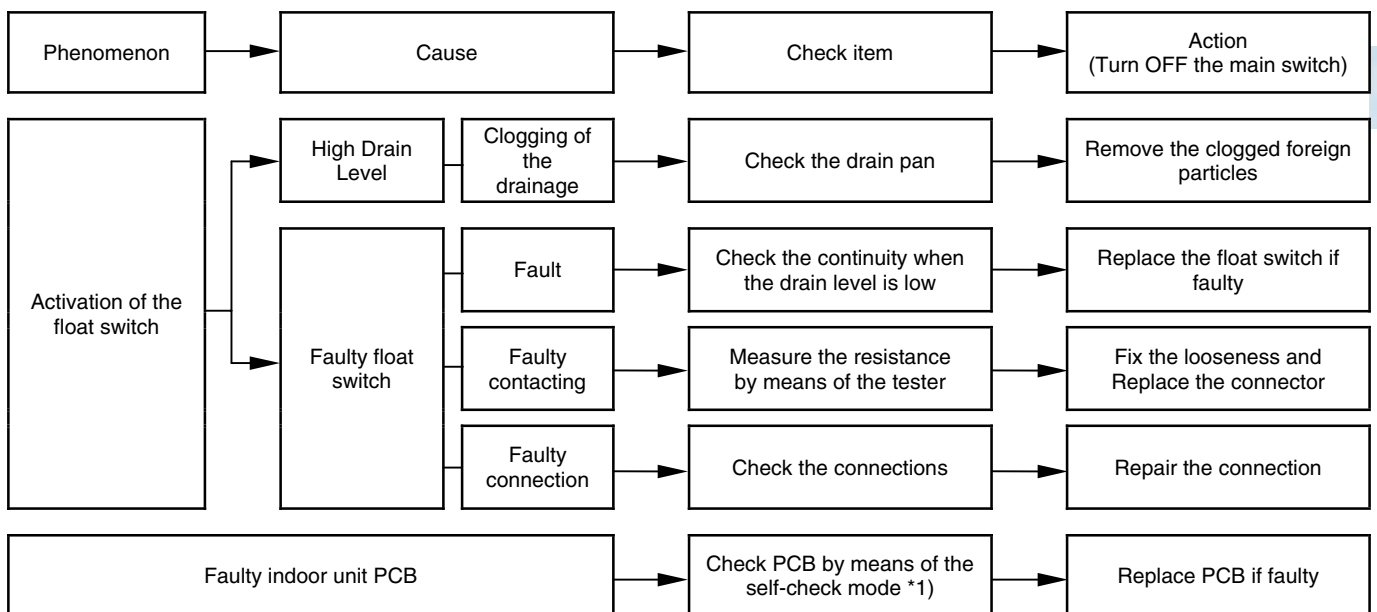 Phenomenon
Cause
Check item
Action
(Turn OFF the main switch)
Activation of the
float switch
High Drain
Level
Clogging of
the
drainage
Check the drain pan
Remove the clogged foreign
particles
Faulty float
switch
Fault
Check the continuity when
the drain level is low
Replace the float switch if
faulty
Faulty
contacting
Measure the resistance
by means of the tester
Fix the looseness and
Replace the connector
Faulty
connection
Check the connections
Repair the connection
Faulty indoor unit PCB
Check PCB by means of the
self-check mode *1)
Replace PCB if faulty